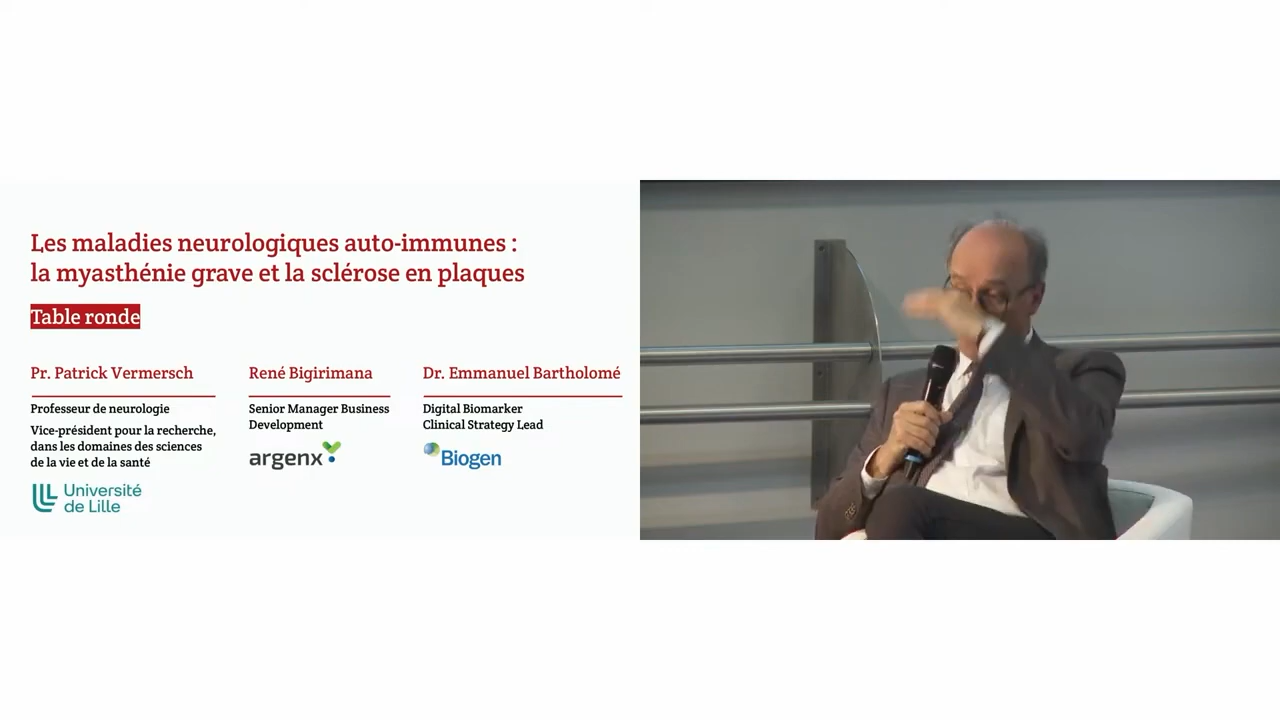 Les maladies neurologiques auto-immunes :
la myasthénie grave et la sclérose en plaques
Table ronde
Pr. Patrick Vermersch
Professeur de neurologie
Vice-président pour la recherche,
dans les domaines des sciences
de la vie et de la santé
Université
de Lille
René Bigirimana
Senior Manager Business
Development
argenx
Dr. Emmanuel Bartholomé
Digital Biomarker
Clinical Strategy Lead
Biogen